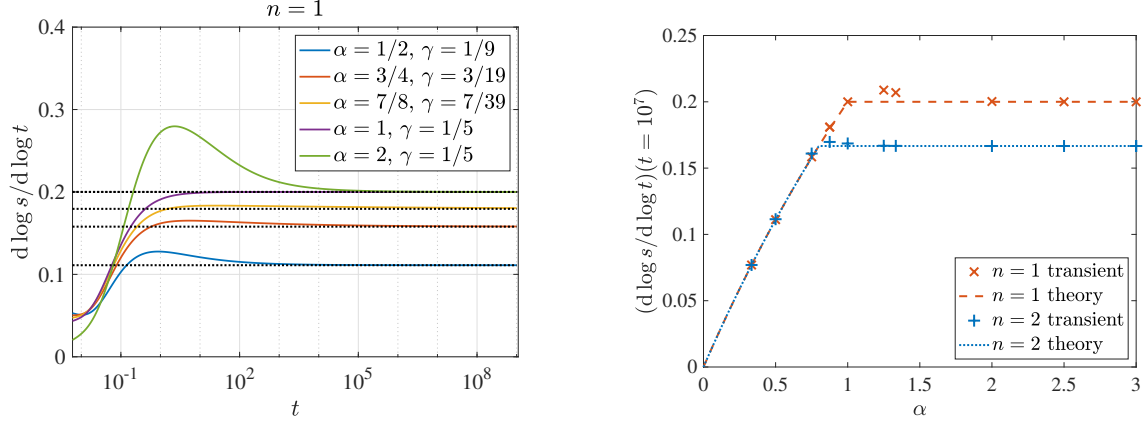 n = 1
0.4
0.3
0.2
0.1
0
d log s/d log t
10^-1
10^2
10^5
10^8
t
α = 1/2, γ = 1/9
α = 3/4, γ = 3/19
α = 7/8, γ = 7/39
α = 1, γ = 1/5
α = 2, γ = 1/5
0.25
0.2
0.15
0.1
0.05
0
(d log s/d log t)(t = 10^7)
0
0.5
1
1.5
2
2.5
3
α
n = 1 transient
n = 1 theory
n = 2 transient
n = 2 theory